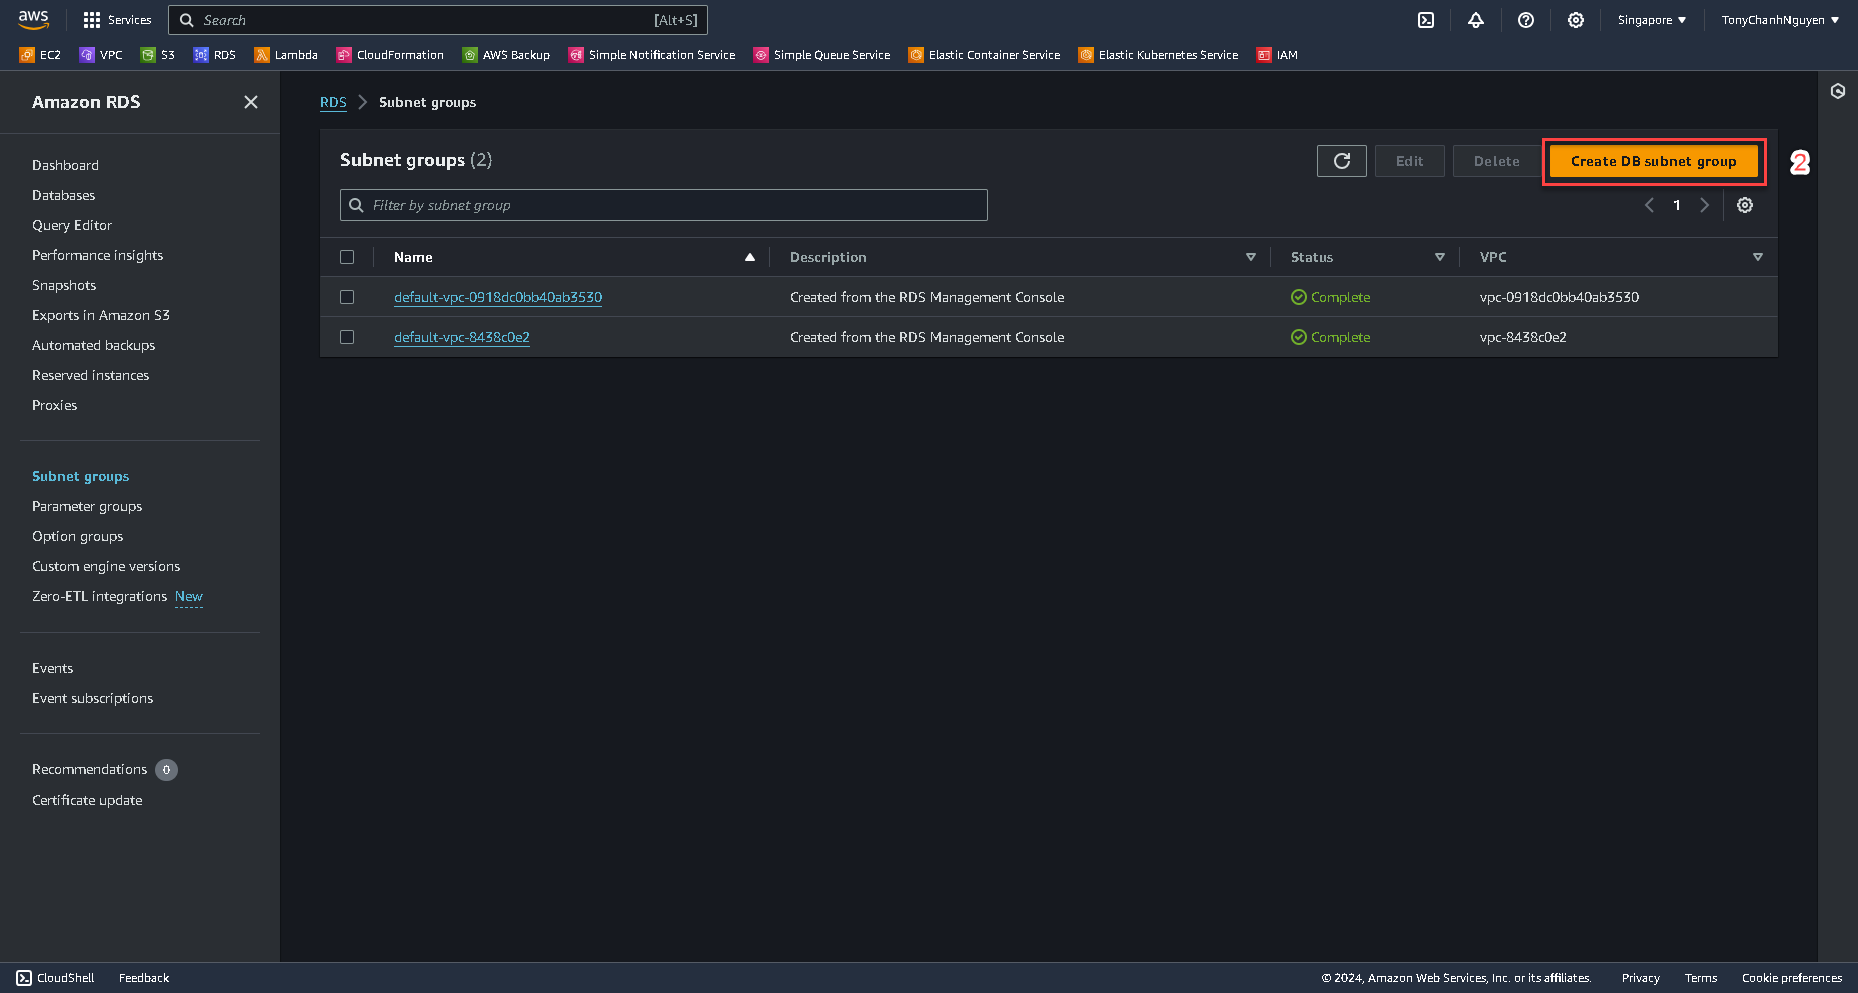 aws
Services
Search
[Alt+S]
Singapore
TonyChanhNguyen
EC2
VPC
S3
RDS
Lambda
CloudFormation
AWS Backup
Simple Notification Service
Simple Queue Service
Elastic Container Service
Elastic Kubernetes Service
IAM
Amazon RDS
Dashboard
Databases
Query Editor
Performance insights
Snapshots
Exports in Amazon S3
Automated backups
Reserved instances
Proxies
Subnet groups
Parameter groups
Option groups
Custom engine versions
Zero-ETL integrations New
Events
Event subscriptions
Recommendations 0
Certificate update
RDS > Subnet groups
Subnet groups (2)
Edit
Delete
Create DB subnet group
2
Filter by subnet group
1
Name Description Status VPC
default-vpc-0918dc0bb40ab3530 Created from the RDS Management Console Complete vpc-0918dc0bb40ab3530
default-vpc-8438c0e2 Created from the RDS Management Console Complete vpc-8438c0e2
CloudShell
Feedback
© 2024, Amazon Web Services, Inc. or its affiliates.
Privacy
Terms
Cookie preferences